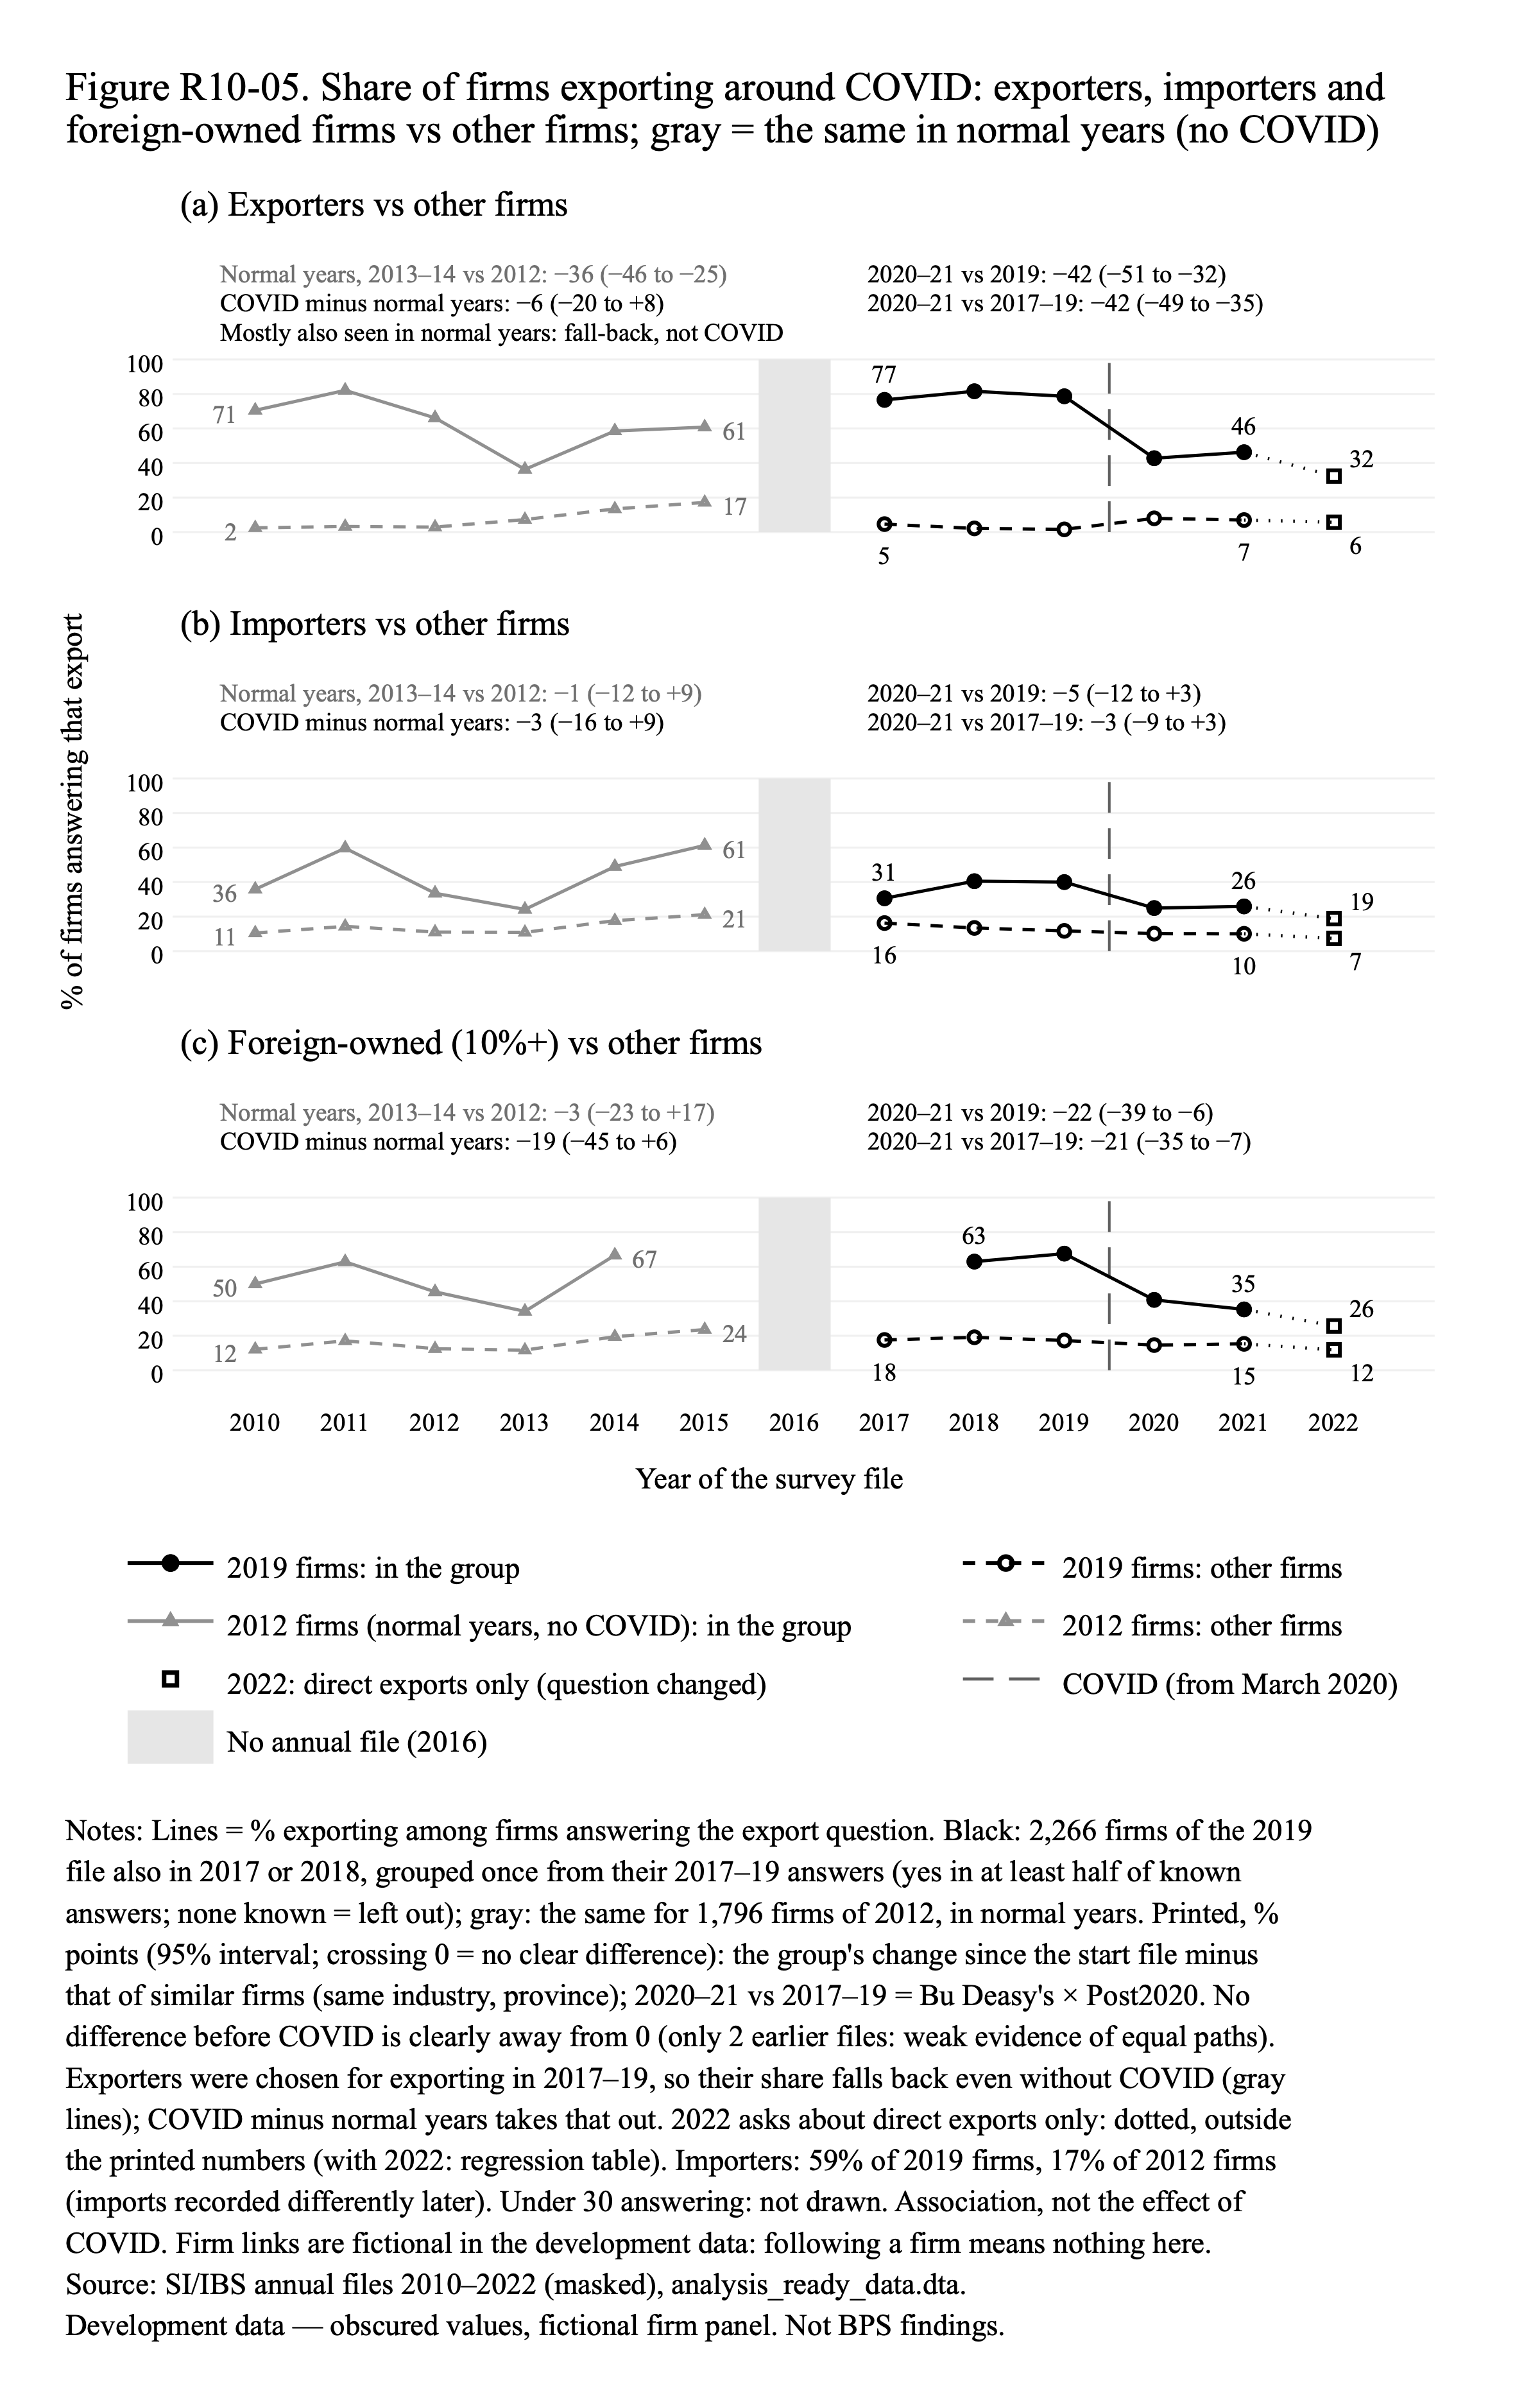 Figure R10-05. Share of firms exporting around COVID: exporters, importers and
foreign-owned firms vs other firms; gray = the same in normal years (no COVID)
(a) Exporters vs other firms
Normal years, 2013–14 vs 2012: −36 (−46 to −25)
COVID minus normal years: −6 (−20 to +8)
Mostly also seen in normal years: fall-back, not COVID
2020–21 vs 2019: −42 (−51 to −32)
2020–21 vs 2017–19: −42 (−49 to −35)
100
80
60
40
20
0
71
61
2
17
77
46
32
5
7
6
% of firms answering that export
(b) Importers vs other firms
Normal years, 2013–14 vs 2012: −1 (−12 to +9)
COVID minus normal years: −3 (−16 to +9)
2020–21 vs 2019: −5 (−12 to +3)
2020–21 vs 2017–19: −3 (−9 to +3)
100
80
60
40
20
0
36
61
11
21
31
26
19
16
10
7
(c) Foreign-owned (10%+) vs other firms
Normal years, 2013–14 vs 2012: −3 (−23 to +17)
COVID minus normal years: −19 (−45 to +6)
2020–21 vs 2019: −22 (−39 to −6)
2020–21 vs 2017–19: −21 (−35 to −7)
100
80
60
40
20
0
50
67
12
24
63
35
26
18
15
12
2010 2011 2012 2013 2014 2015 2016 2017 2018 2019 2020 2021 2022
Year of the survey file
2019 firms: in the group
2019 firms: other firms
2012 firms (normal years, no COVID): in the group
2012 firms: other firms
2022: direct exports only (question changed)
COVID (from March 2020)
No annual file (2016)
Notes: Lines = % exporting among firms answering the export question. Black: 2,266 firms of the 2019
file also in 2017 or 2018, grouped once from their 2017–19 answers (yes in at least half of known
answers; none known = left out); gray: the same for 1,796 firms of 2012, in normal years. Printed, %
points (95% interval; crossing 0 = no clear difference): the group's change since the start file minus
that of similar firms (same industry, province); 2020–21 vs 2017–19 = Bu Deasy's × Post2020. No
difference before COVID is clearly away from 0 (only 2 earlier files: weak evidence of equal paths).
Exporters were chosen for exporting in 2017–19, so their share falls back even without COVID (gray
lines); COVID minus normal years takes that out. 2022 asks about direct exports only: dotted, outside
the printed numbers (with 2022: regression table). Importers: 59% of 2019 firms, 17% of 2012 firms
(imports recorded differently later). Under 30 answering: not drawn. Association, not the effect of
COVID. Firm links are fictional in the development data: following a firm means nothing here.
Source: SI/IBS annual files 2010–2022 (masked), analysis_ready_data.dta.
Development data — obscured values, fictional firm panel. Not BPS findings.